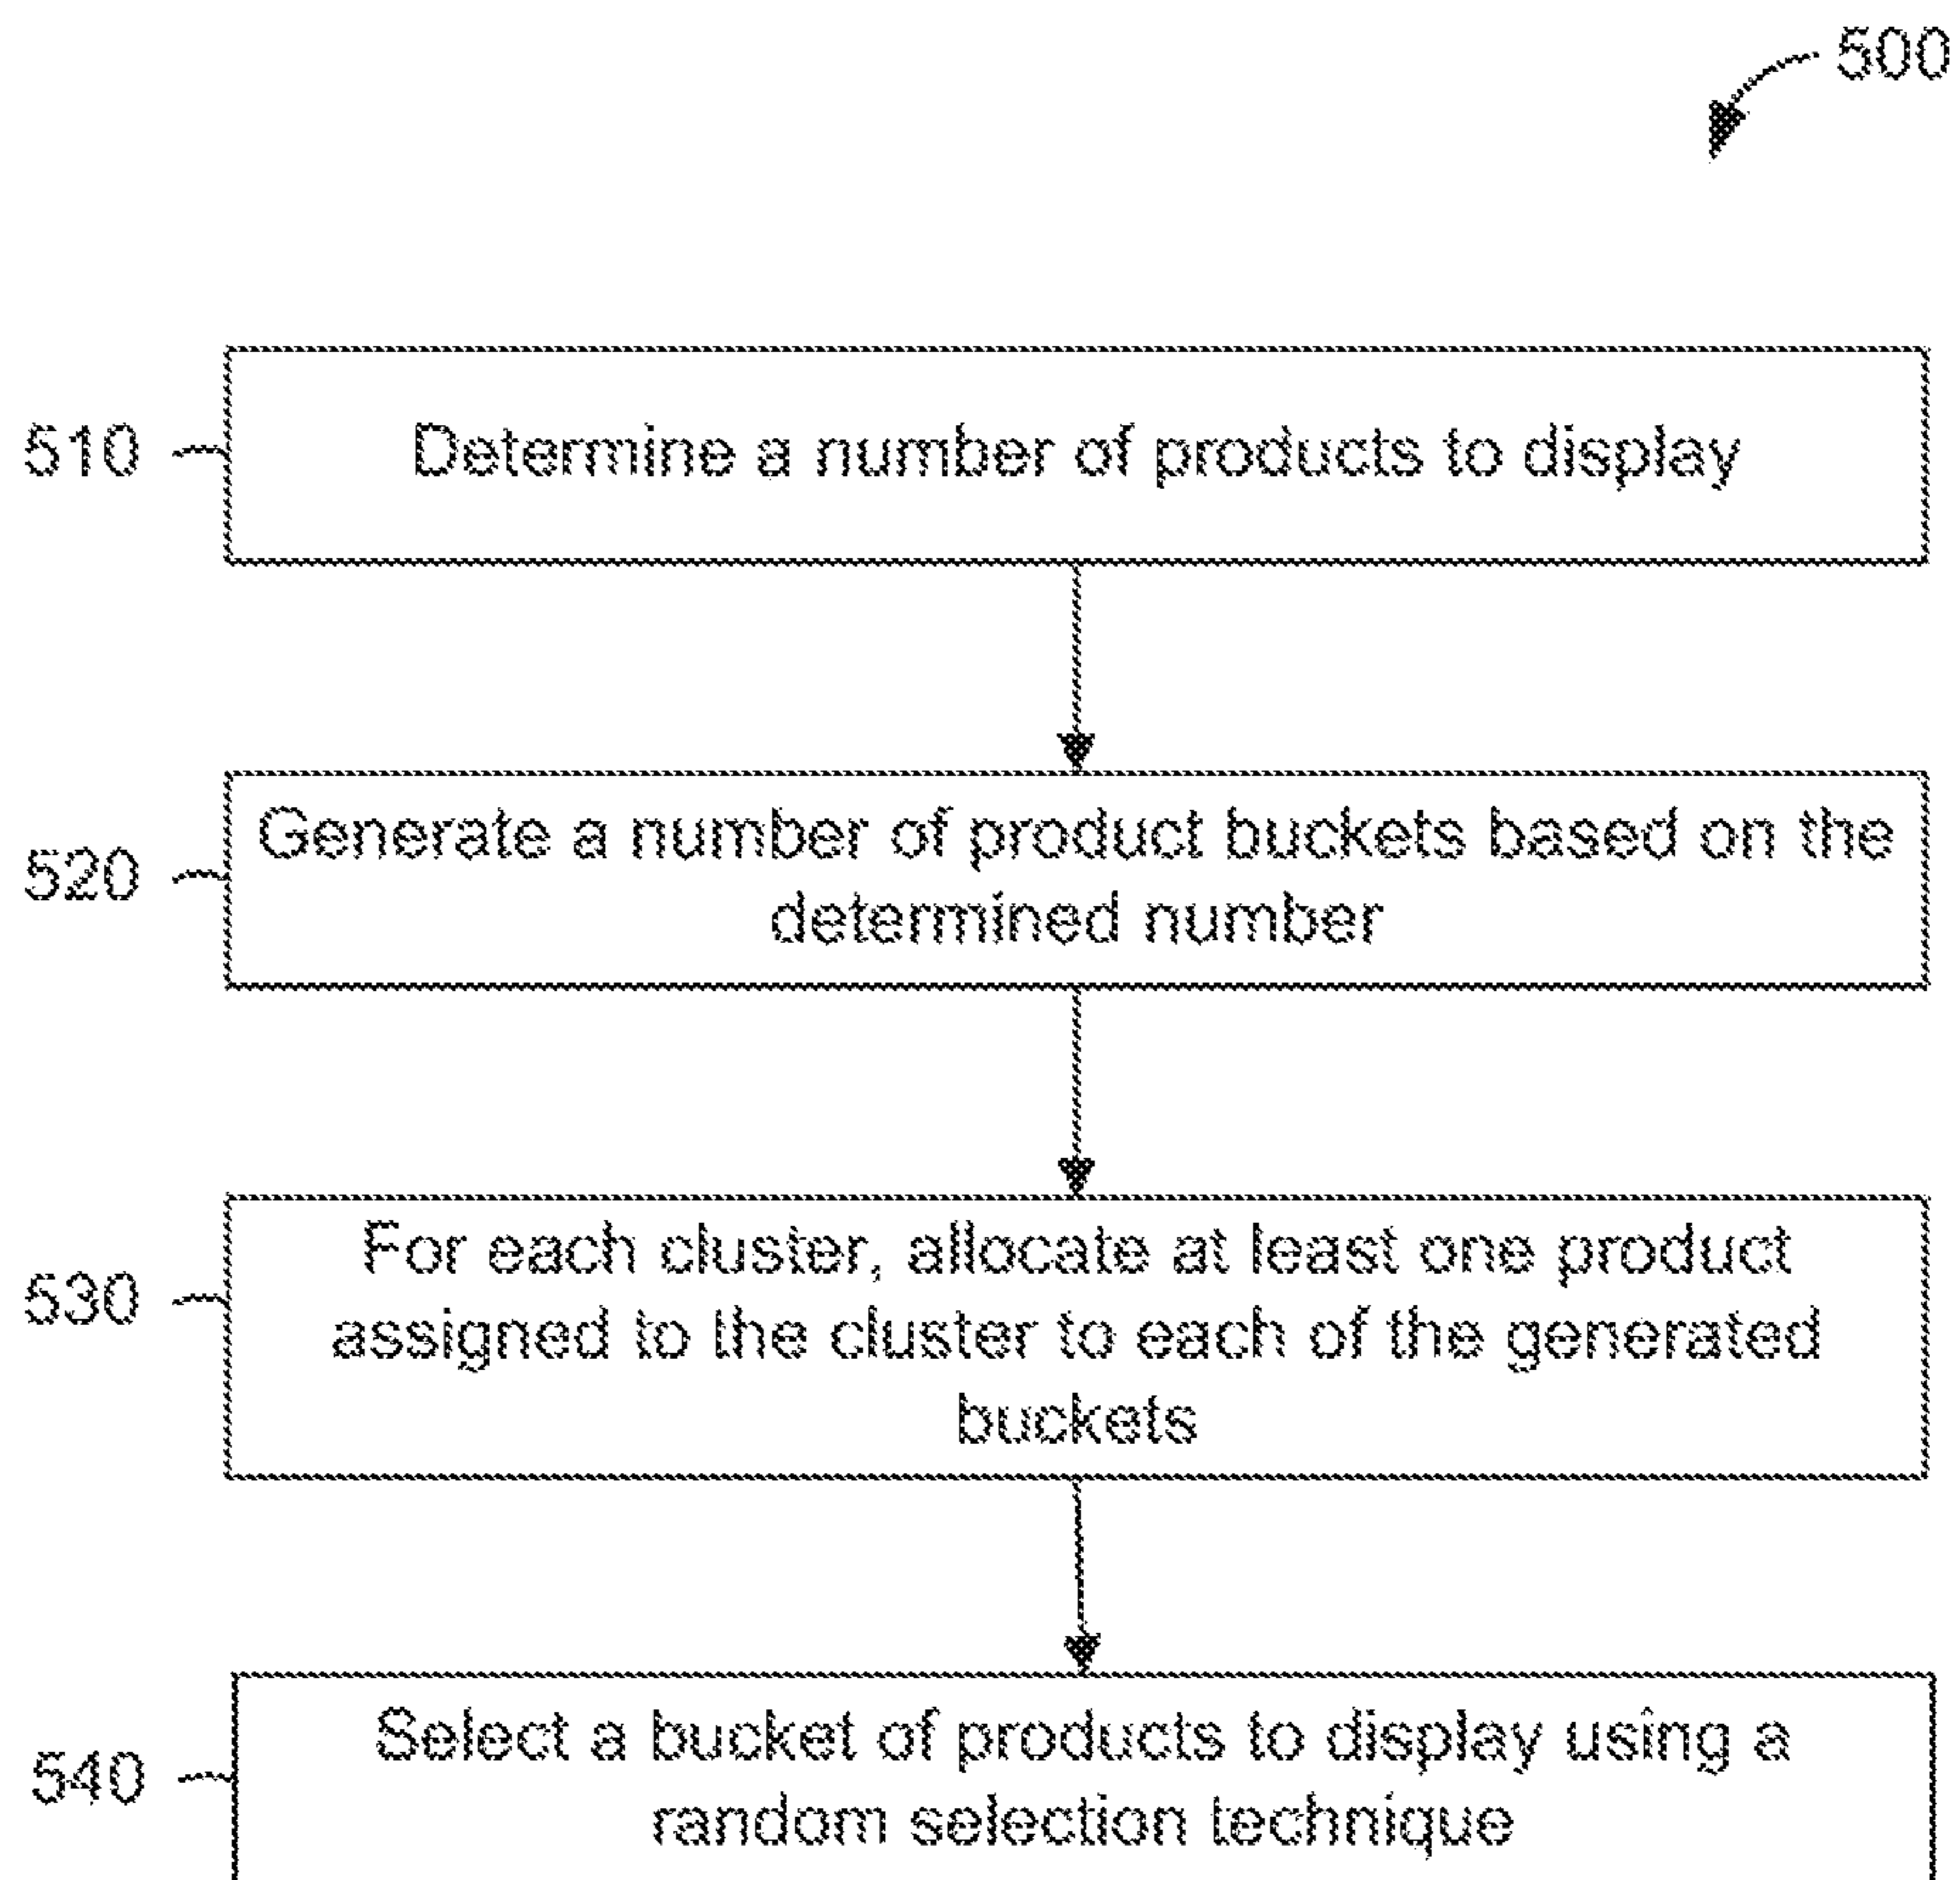 500
510
Determine a number of products to display
520
Generate a number of product buckets based on the
determined number
530
For each cluster, allocate at least one product
assigned to the cluster to each of the generated
buckets
540
Select a bucket of products to display using a
random selection technique